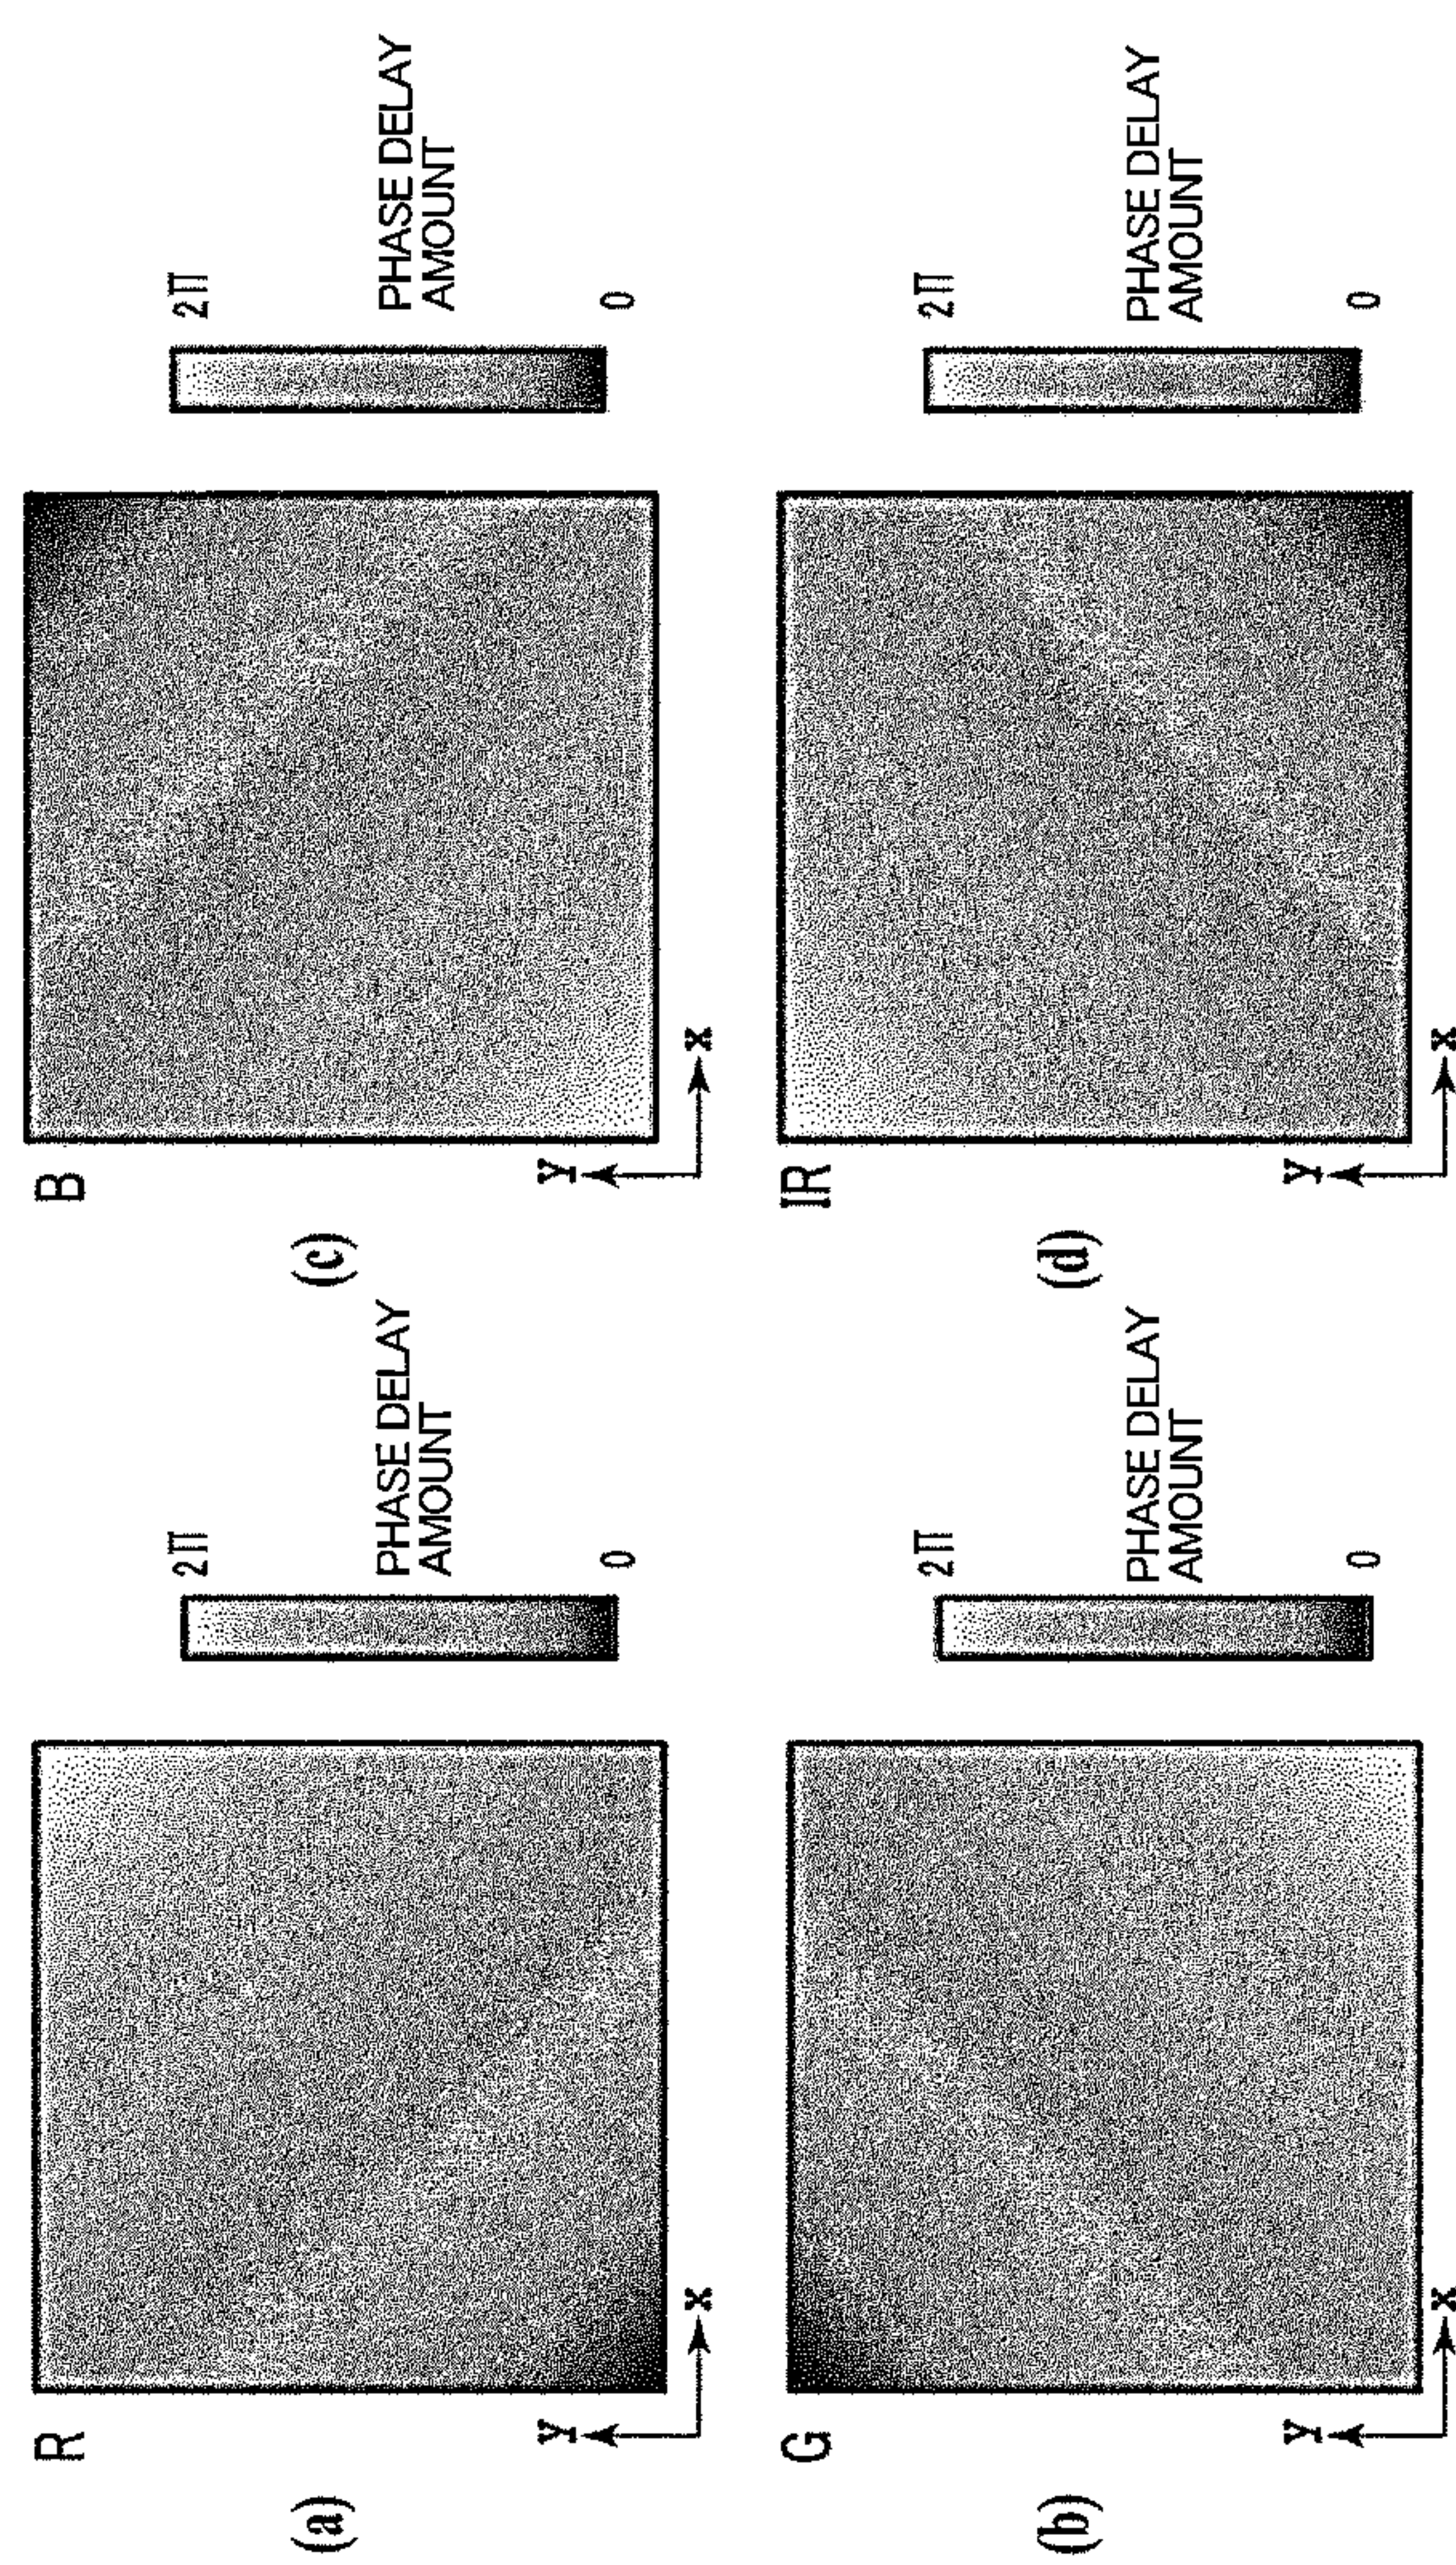 (a)
R
2π
PHASE DELAY
AMOUNT
0
y
x
(b)
G
2π
PHASE DELAY
AMOUNT
0
y
x
(c)
B
2π
PHASE DELAY
AMOUNT
0
y
x
(d)
IR
2π
PHASE DELAY
AMOUNT
0
y
x